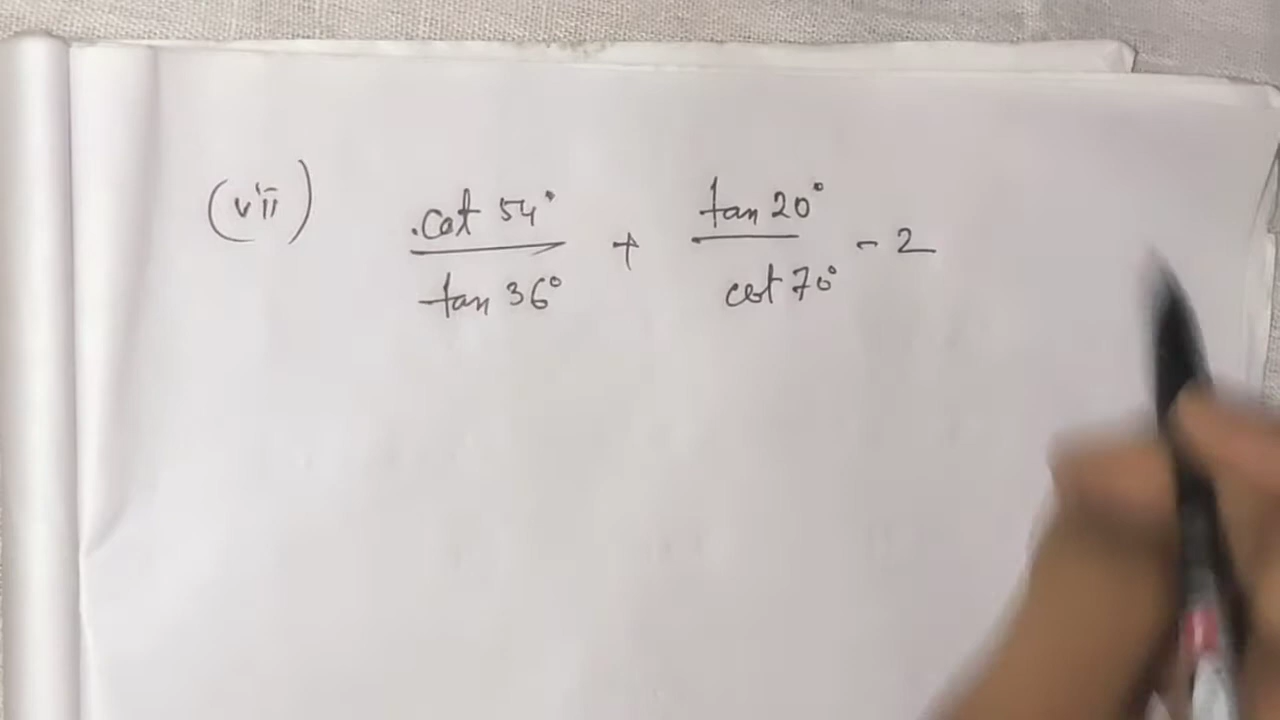 (vii) cot 54° / tan 36° + tan 20° / cot 70° - 2